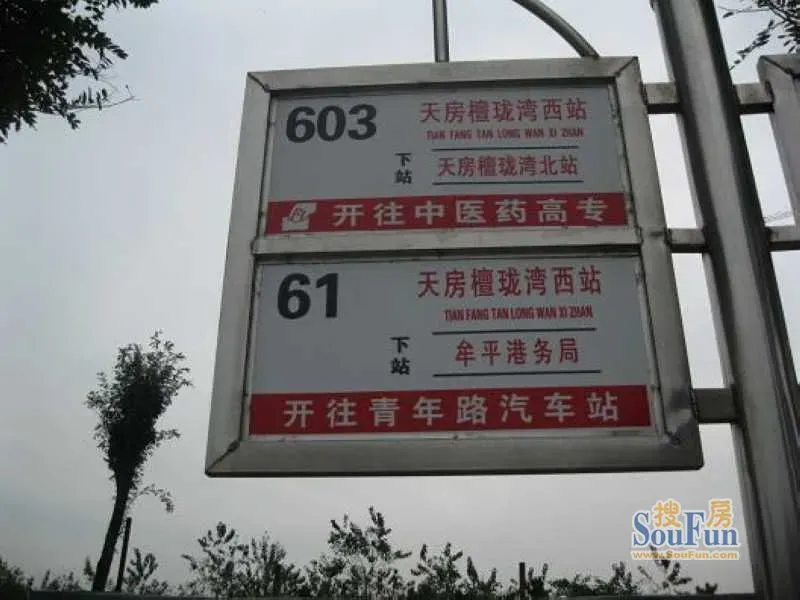 603
天房檀珑湾西站
TIAN FANG TAN LONG WAN XI ZHAN
下站
天房檀珑湾北站
开往中医药高专
61
天房檀珑湾西站
TIAN FANG TAN LONG WAN XI ZHAN
下站
牟平港务局
开往青年路汽车站
搜房
SouFun
www.SouFun.com